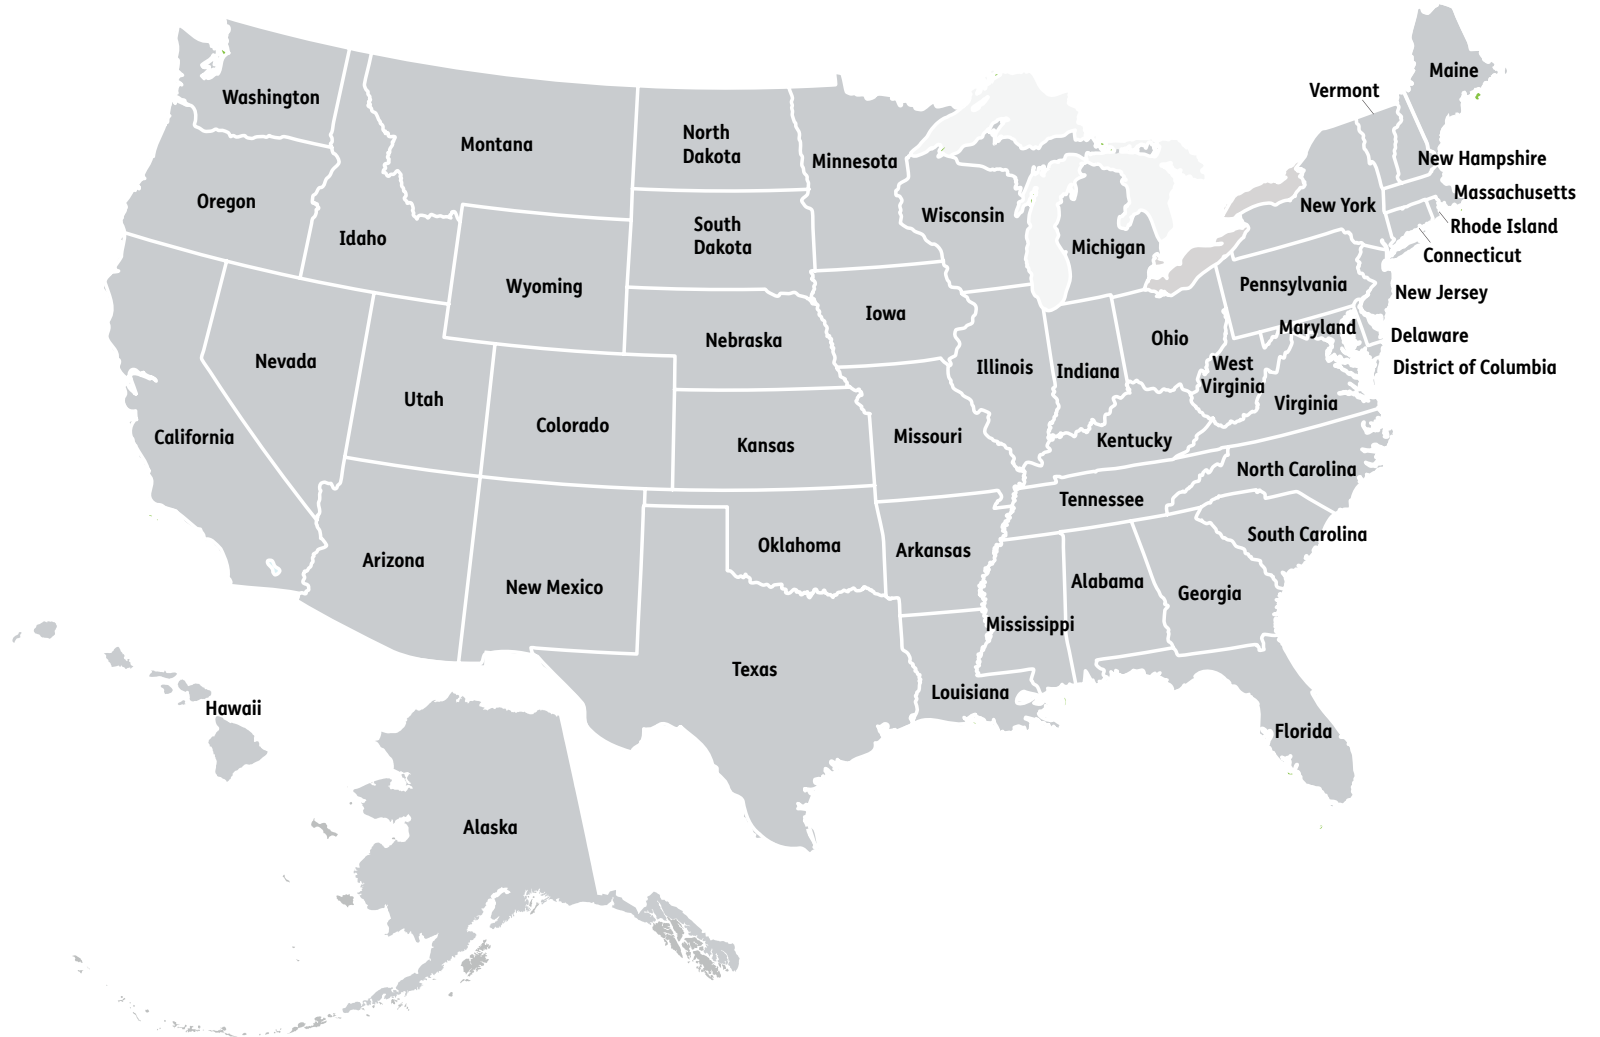 Maine
Vermont
Washington
North
Dakota
Montana
Minnesota
New Hampshire
Massachusetts
Oregon
New York
Wisconsin
Rhode Island
South
Dakota
Idaho
Michigan
Connecticut
Wyoming
Pennsylvania
New Jersey
Iowa
Maryland
Delaware
Nebraska
Ohio
Nevada
Illinois
Indiana
West
Virginia
District of Columbia
Utah
Virginia
Colorado
California
Kansas
Missouri
Kentucky
North Carolina
Tennessee
South Carolina
Oklahoma
Arkansas
Arizona
New Mexico
Alabama
Georgia
Mississippi
Texas
Louisiana
Hawaii
Florida
Alaska